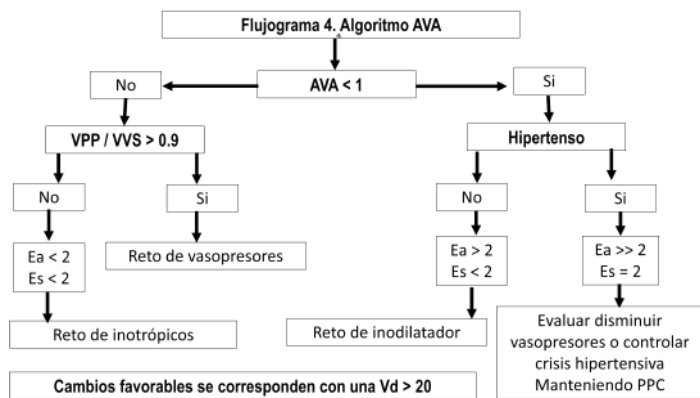 Flujograma 4. Algoritmo AVA
No
AVA < 1
Si
VPP / VVS > 0.9
Hipertenso
No
Si
No
Si
Ea < 2
Es < 2
Reto de vasopresores
Ea > 2
Es < 2
Ea >> 2
Es = 2
Reto de inotrópicos
Reto de inodilatador
Evaluar disminuir
vasopresores o controlar
crisis hipertensiva
Manteniendo PPC
Cambios favorables se corresponden con una Vd > 20